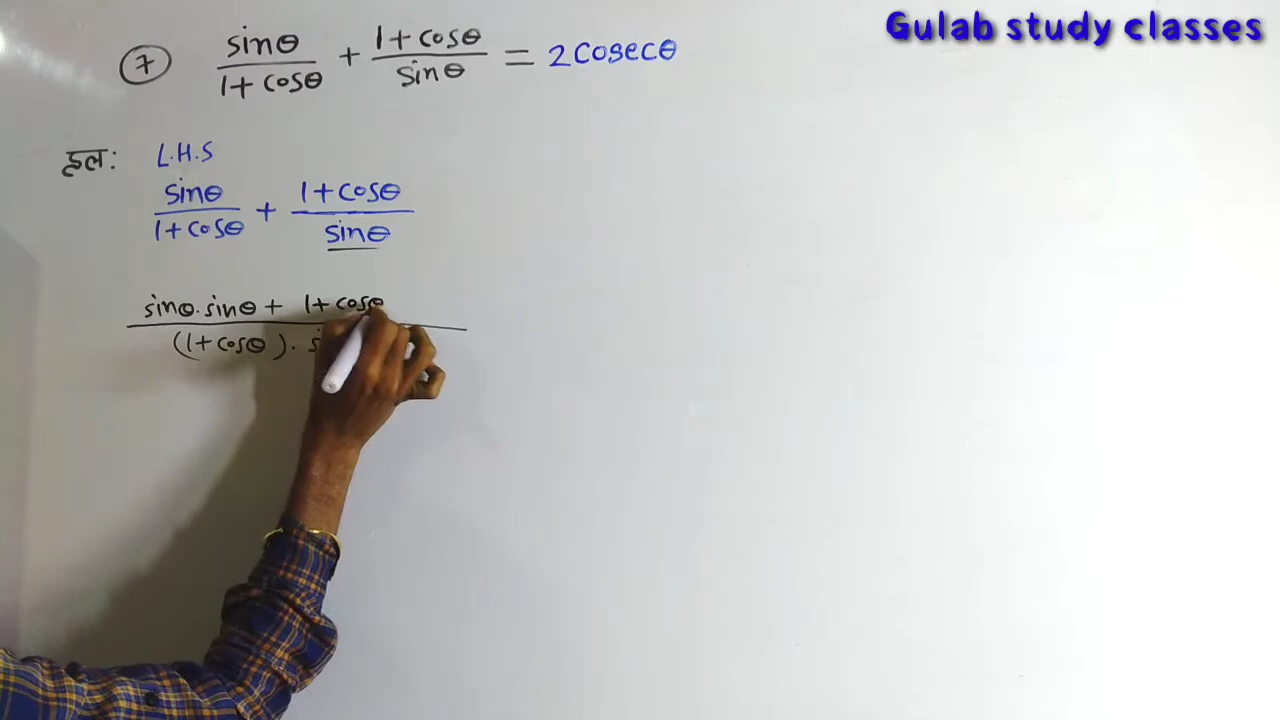 Gulab study classes
7 sinθ/1+cosθ + 1+cosθ/sinθ = 2cosecθ
हल: L.H.S
sinθ/1+cosθ + 1+cosθ/sinθ
sinθ.sinθ + 1+cosθ
(1+cosθ).